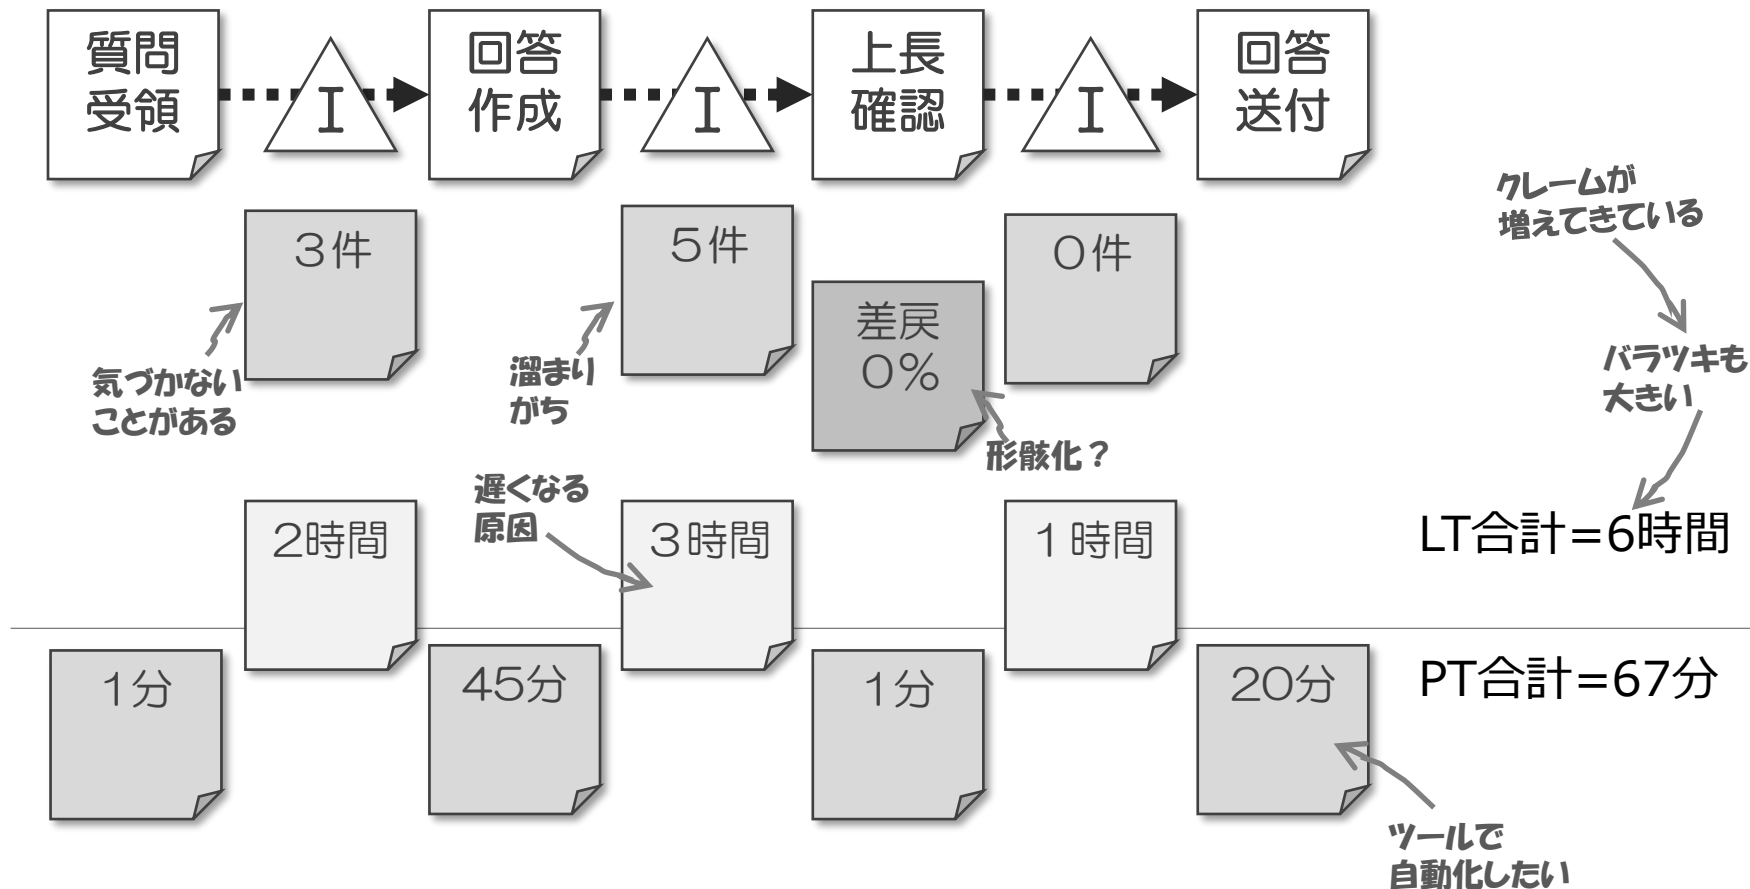 質問
受領
I
回答
作成
I
上長
確認
I
回答
送付
クレームが
増えてきている
3件
5件
0件
差戻
0%
気づかない
ことがある
溜まり
がち
形骸化？
バラツキも
大きい
遅くなる
原因
2時間
3時間
1時間
LT合計=6時間
1分
45分
1分
20分
PT合計=67分
ツールで
自動化したい